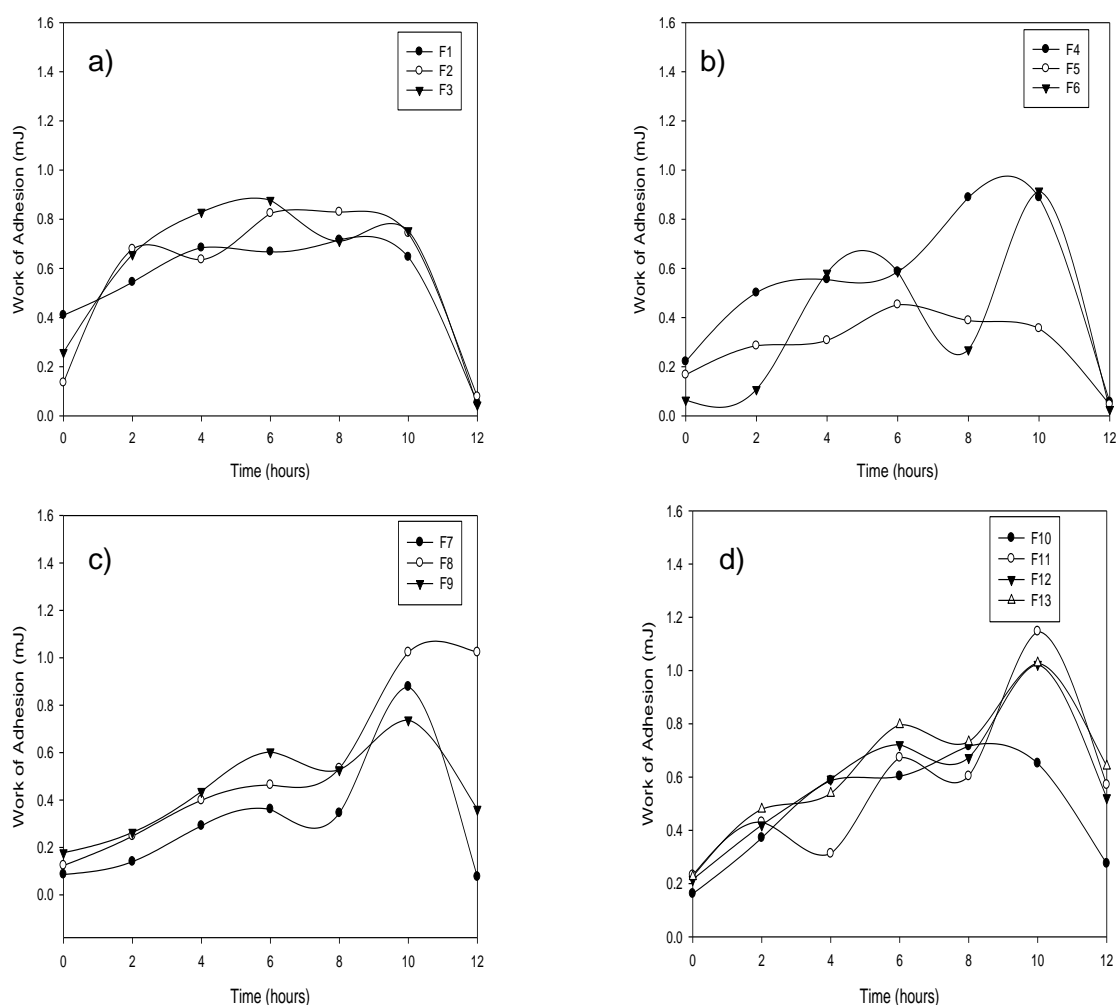 a)
F1
F2
F3
Work of Adhesion (mJ)
1.6
1.4
1.2
1.0
0.8
0.6
0.4
0.2
0.0
0 2 4 6 8 10 12
Time (hours)
b)
F4
F5
F6
Work of Adhesion (mJ)
1.6
1.4
1.2
1.0
0.8
0.6
0.4
0.2
0.0
0 2 4 6 8 10 12
Time (hours)
c)
F7
F8
F9
Work of Adhesion (mJ)
1.6
1.4
1.2
1.0
0.8
0.6
0.4
0.2
0.0
0 2 4 6 8 10 12
Time (hours)
d)
F10
F11
F12
F13
Work of Adhesion (mJ)
1.6
1.4
1.2
1.0
0.8
0.6
0.4
0.2
0.0
0 2 4 6 8 10 12
Time (hours)